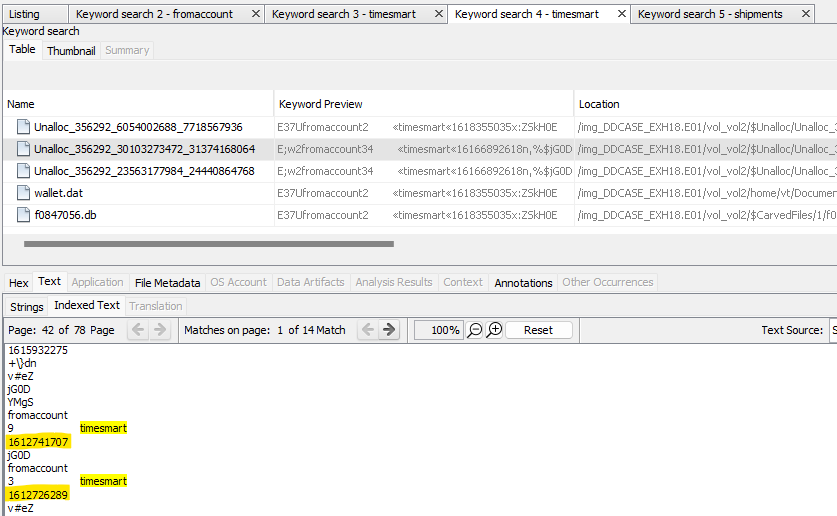 Listing Keyword search 2 - fromaccount × Keyword search 3 - timesmart × Keyword search 4 - timesmart × Keyword search 5 - shipments ×
Keyword search
Table Thumbnail Summary
Name Keyword Preview Location
Unalloc_356292_6054002688_7718567936 E37Ufromaccount2 «timesmart«1618355035x:ZSkH0E /img_DDCASE_EXH18.E01/vol_vol2/$Unalloc/Unalloc_3
Unalloc_356292_30103273472_31374168064 E;w2fromaccount34 «timesmart«16166892618n,%$jG0D /img_DDCASE_EXH18.E01/vol_vol2/$Unalloc/Unalloc_3
Unalloc_356292_23563177984_24440864768 E;w2fromaccount34 «timesmart«16166892618n,%$jG0D /img_DDCASE_EXH18.E01/vol_vol2/$Unalloc/Unalloc_3
wallet.dat E37Ufromaccount2 «timesmart«1618355035x:ZSkH0E /img_DDCASE_EXH18.E01/vol_vol2/home/vt/Documen
f0847056.db E37Ufromaccount2 «timesmart«1618355035x:ZSkH0E /img_DDCASE_EXH18.E01/vol_vol2/$CarvedFiles/1/f0
Hex Text Application File Metadata OS Account Data Artifacts Analysis Results Context Annotations Other Occurrences
Strings Indexed Text Translation
Page: 42 of 78 Page Matches on page: 1 of 14 Match 100% Reset Text Source: S
1615932275
+\}dn
v#eZ
jG0D
YMgS
fromaccount
9 timesmart
1612741707
jG0D
fromaccount
3 timesmart
1612726289
v#eZ